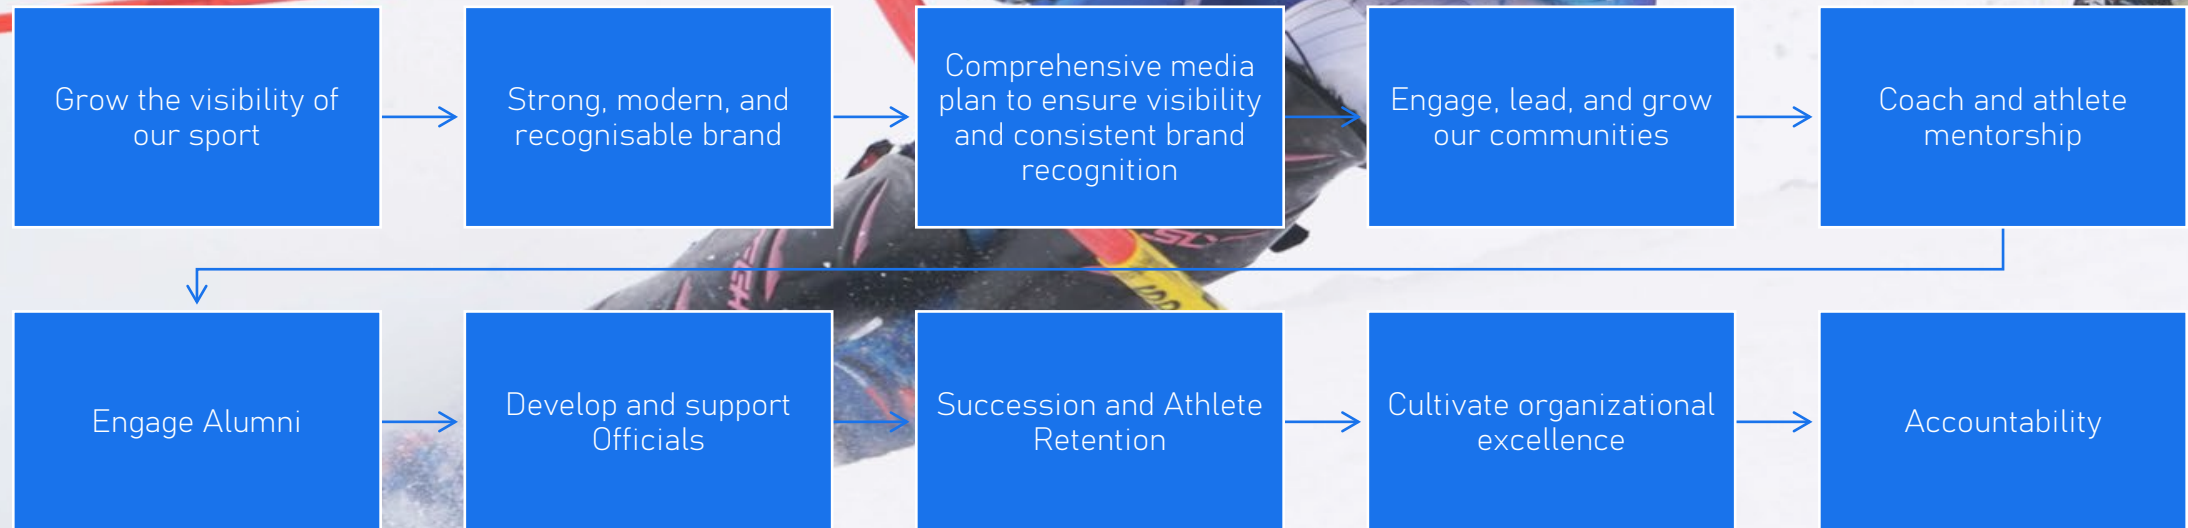 Grow the visibility of
our sport
Strong, modern, and
recognisable brand
Comprehensive media
plan to ensure visibility
and consistent brand
recognition
Engage, lead, and grow
our communities
Coach and athlete
mentorship
Engage Alumni
Develop and support
Officials
Succession and Athlete
Retention
Cultivate organizational
excellence
Accountability